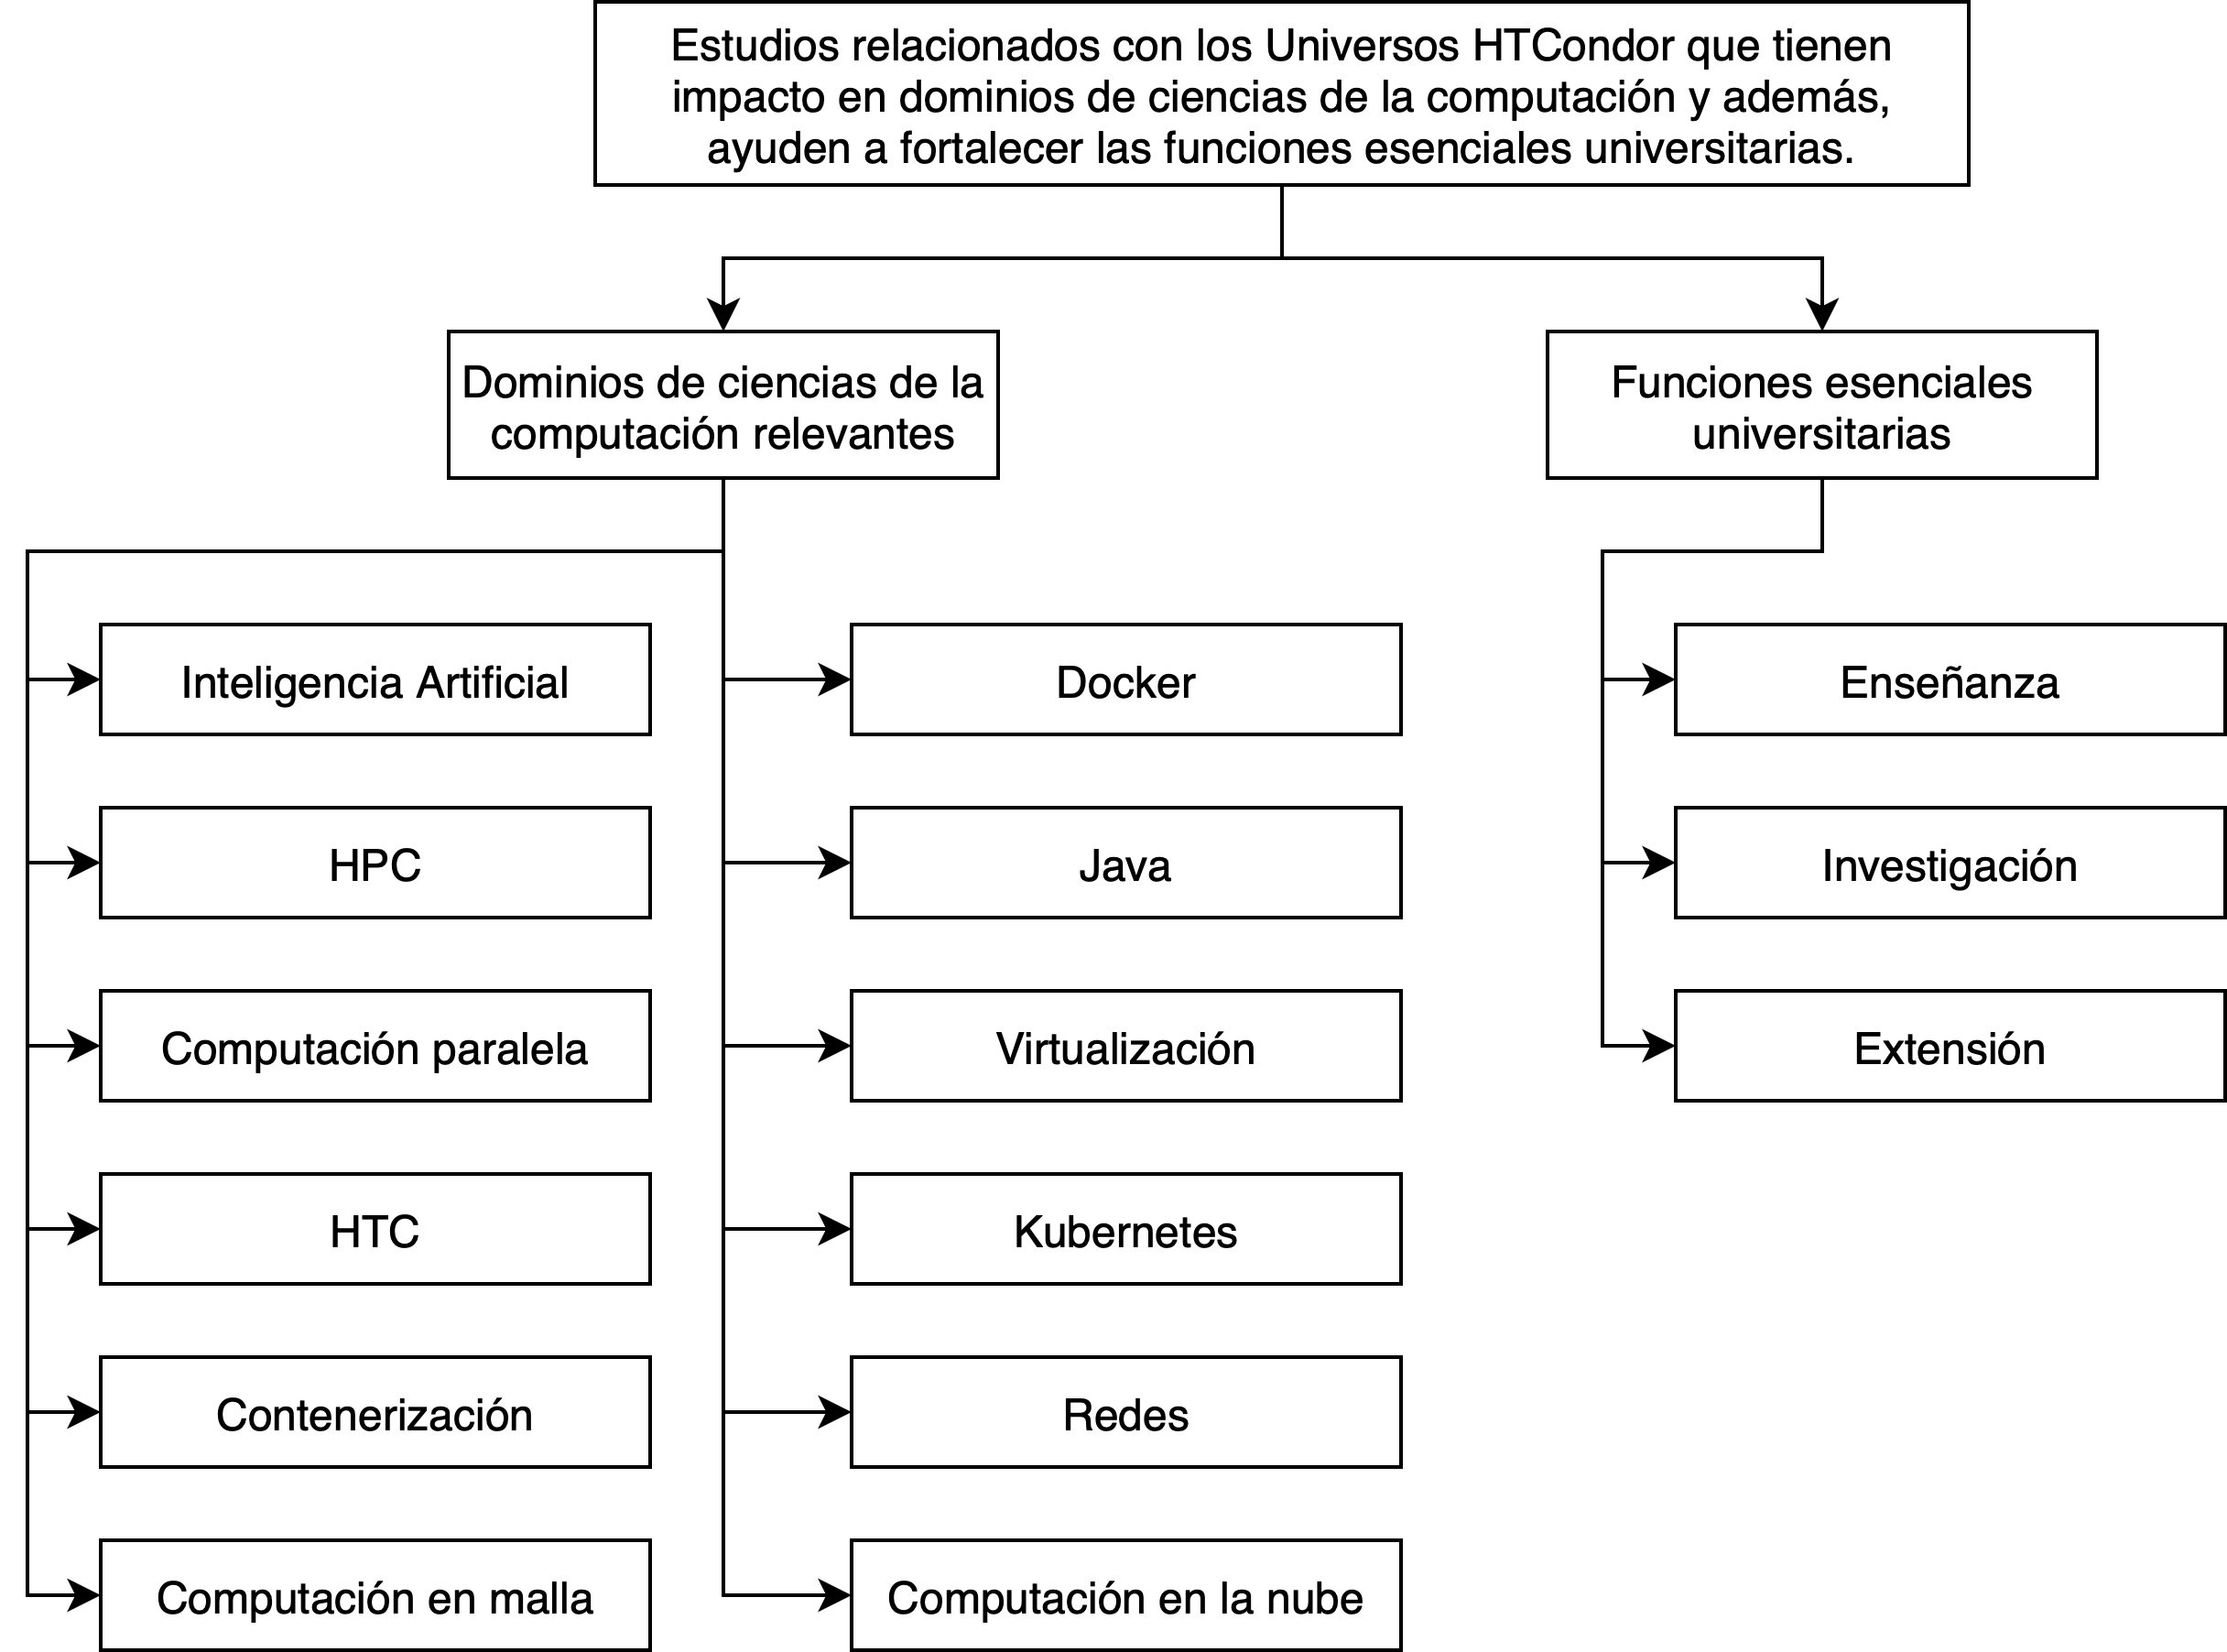 Estudios relacionados con los Universos HTCondor que tienen
impacto en dominios de ciencias de la computación y además,
ayuden a fortalecer las funciones esenciales universitarias.
Dominios de ciencias de la
computación relevantes
Funciones esenciales
universitarias
Inteligencia Artificial
HPC
Computación paralela
HTC
Contenerización
Computación en malla
Docker
Java
Virtualización
Kubernetes
Redes
Computación en la nube
Enseñanza
Investigación
Extensión